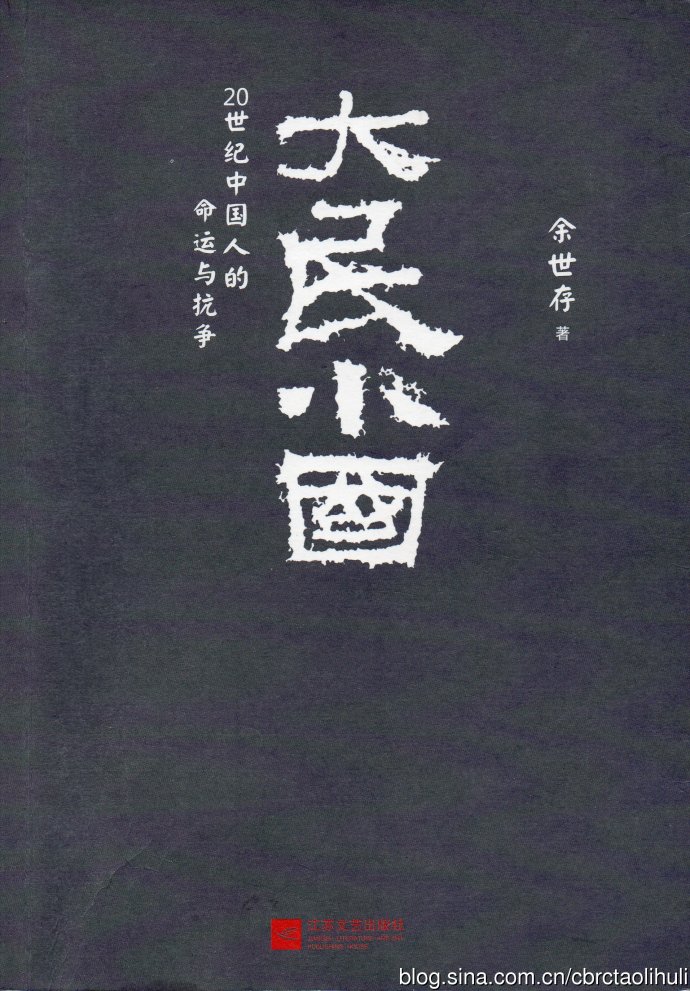 余世存 著
大民小國
20世纪中国人的
命运与抗争
江苏文艺出版社
JIANGSU LITERATURE AND ART
PUBLISHING HOUSE
blog.sina.com.cn/cbrctaolihuli